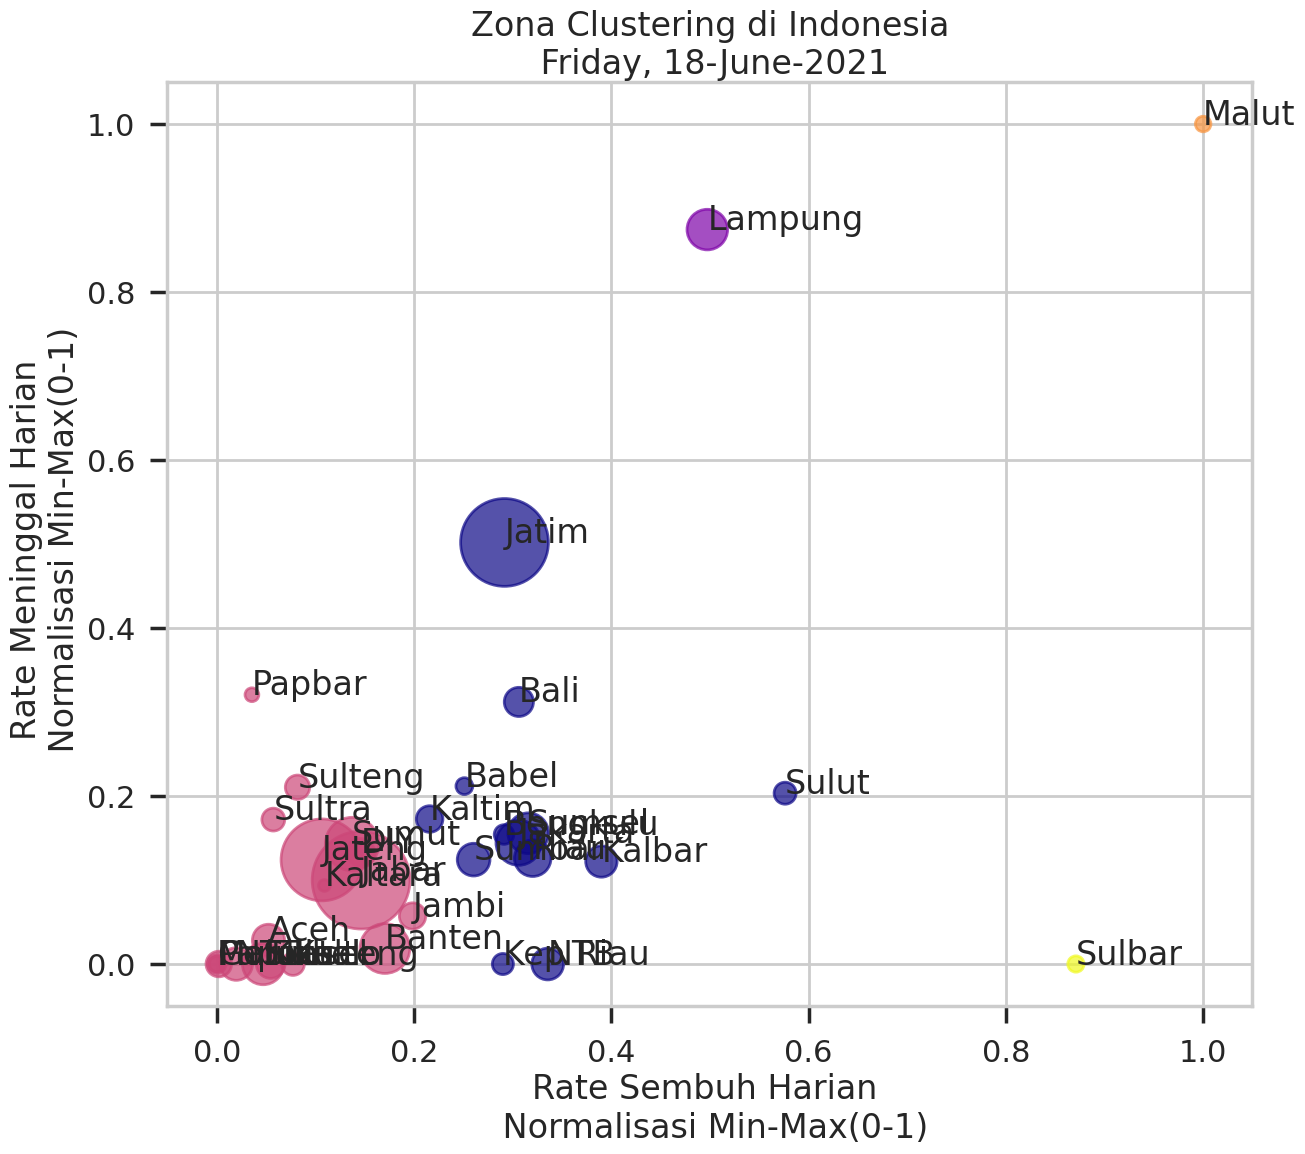 Zona Clustering di Indonesia
Friday, 18-June-2021
Rate Meninggal Harian
Normalisasi Min-Max(0-1)
1.0
0.8
0.6
0.4
0.2
0.0
Malut
Lampung
Jatim
Papbar
Bali
Sulteng
Babel
Sulut
Sultra
Kaltim
Sumsel
Sumut
DIY
Jateng
Jabar
Kaltara
Kalbar
Jambi
Aceh
Banten
Kep Riau
NTB
Sulbar
0.0
0.2
0.4
0.6
0.8
1.0
Rate Sembuh Harian
Normalisasi Min-Max(0-1)